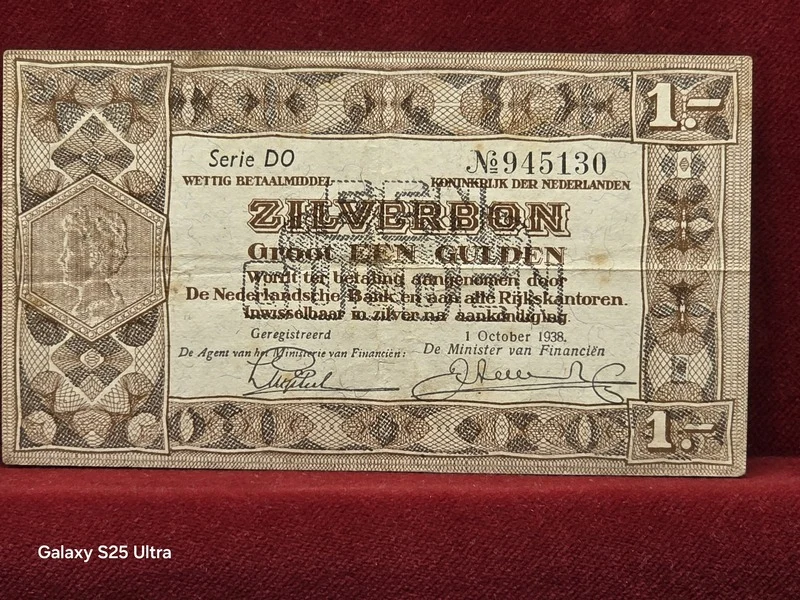 1.-
Serie DO
№945130
WETTIG BETAALMIDDEL
KONINKRIJK DER NEDERLANDEN
ZILVERBON
Groot EEN GULDEN
Wordt ter betaling aangenomen door
De Nederlandsche Bank en aan alle Rijkskantoren.
Inwisselbaar in zilver na aankondiging.
Geregistreerd
1 October 1938.
De Agent van het Ministerie van Financiën:
De Minister van Financiën
1.-
Galaxy S25 Ultra